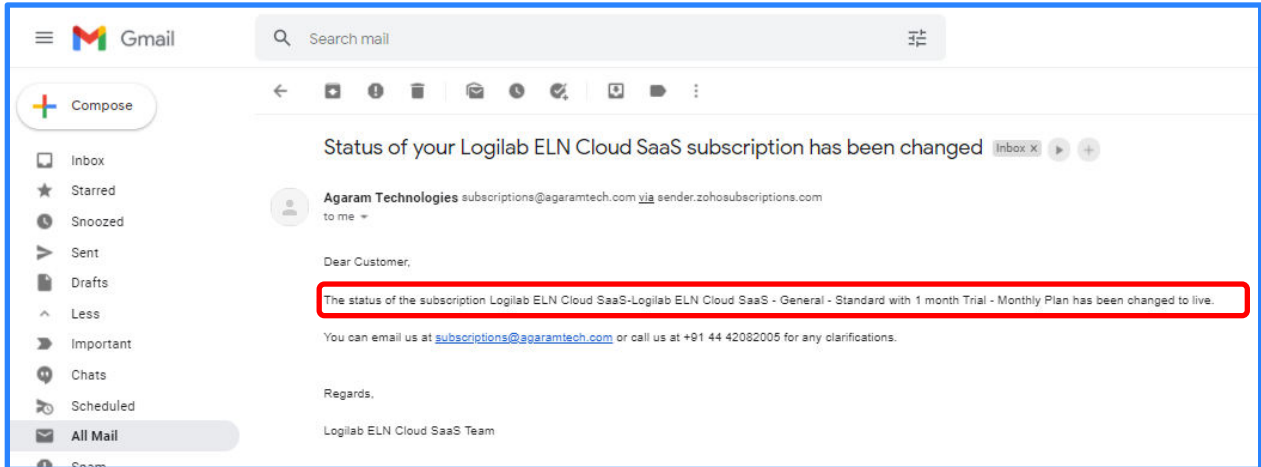 Gmail
Search mail
Compose
Inbox
Starred
Snoozed
Sent
Drafts
Less
Important
Chats
Scheduled
All Mail
Spam
Status of your Logilab ELN Cloud SaaS subscription has been changed Inbox x
Agaram Technologies subscriptions@agaramtech.com via sender.zohosubscriptions.com
to me
Dear Customer,
The status of the subscription Logilab ELN Cloud SaaS-Logilab ELN Cloud SaaS - General - Standard with 1 month Trial - Monthly Plan has been changed to live.
You can email us at subscriptions@agaramtech.com or call us at +91 44 42082005 for any clarifications.
Regards,
Logilab ELN Cloud SaaS Team